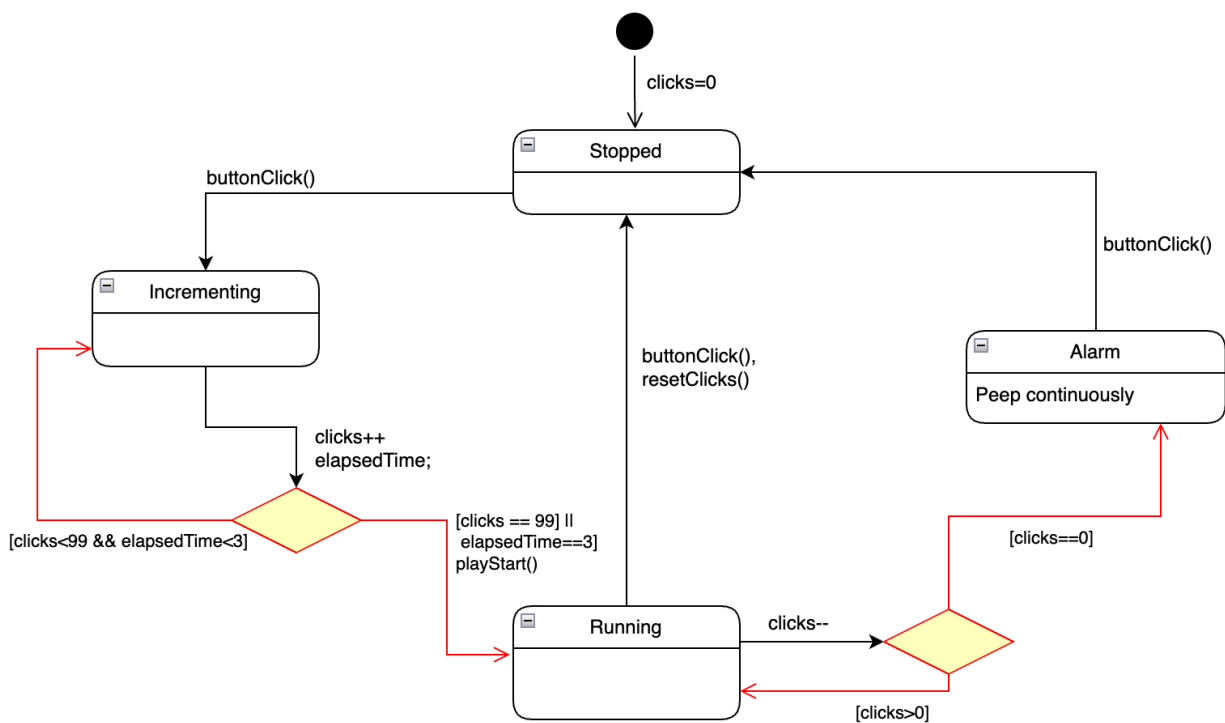 clicks=0
Stopped
buttonClick()
buttonClick()
Incrementing
Alarm
Peep continuously
buttonClick(),
resetClicks()
clicks++
elapsedTime;
[clicks<99 && elapsedTime<3]
[clicks == 99] ||
elapsedTime==3]
playStart()
[clicks==0]
Running
clicks--
[clicks>0]